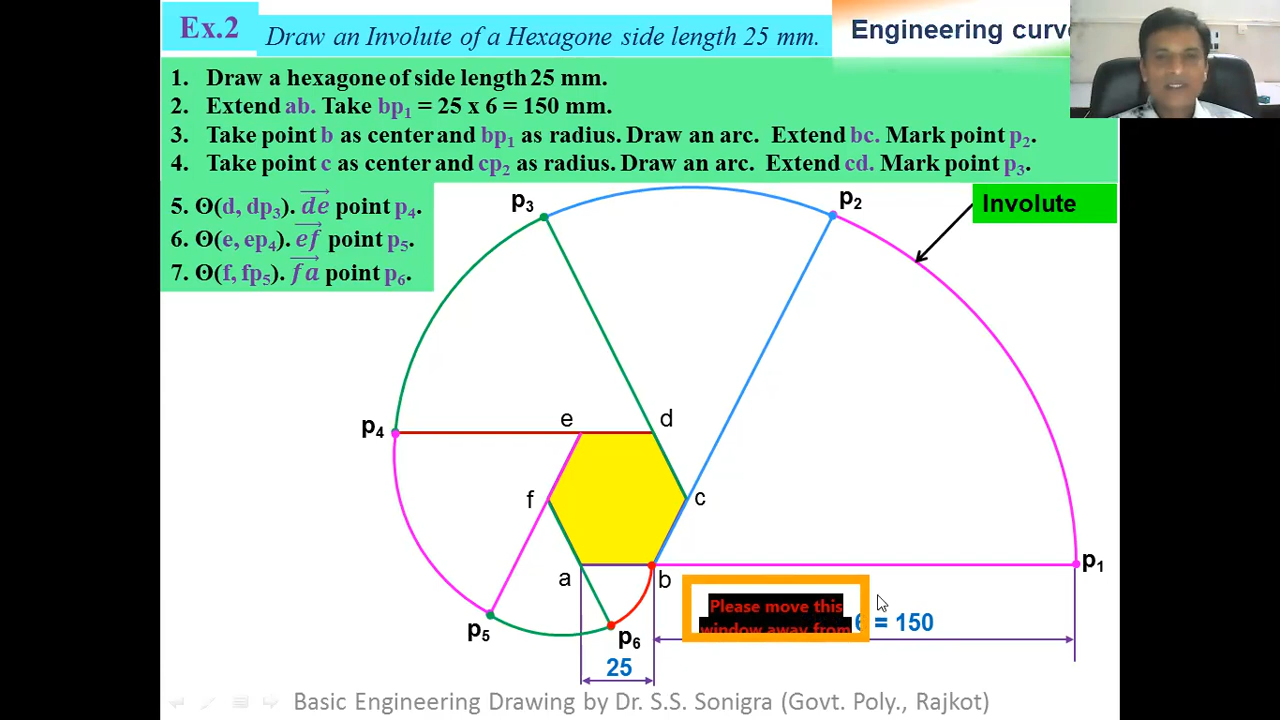 Ex.2
Draw an Involute of a Hexagone side length 25 mm.
Engineering curv
1. Draw a hexagone of side length 25 mm.
2. Extend ab. Take bp₁ = 25 x 6 = 150 mm.
3. Take point b as center and bp₁ as radius. Draw an arc. Extend bc. Mark point p₂.
4. Take point c as center and cp₂ as radius. Draw an arc. Extend cd. Mark point p₃.
5. ʘ(d, dp₃). d⃗e⃗ point p₄.
6. ʘ(e, ep₄). e⃗f⃗ point p₅.
7. ʘ(f, fp₅). f⃗a⃗ point p₆.
p₃
p₂
Involute
p₄
e
d
f
c
a
b
p₁
Please move this
window away from
6 = 150
p₅
p₆
25
Basic Engineering Drawing by Dr. S.S. Sonigra (Govt. Poly., Rajkot)